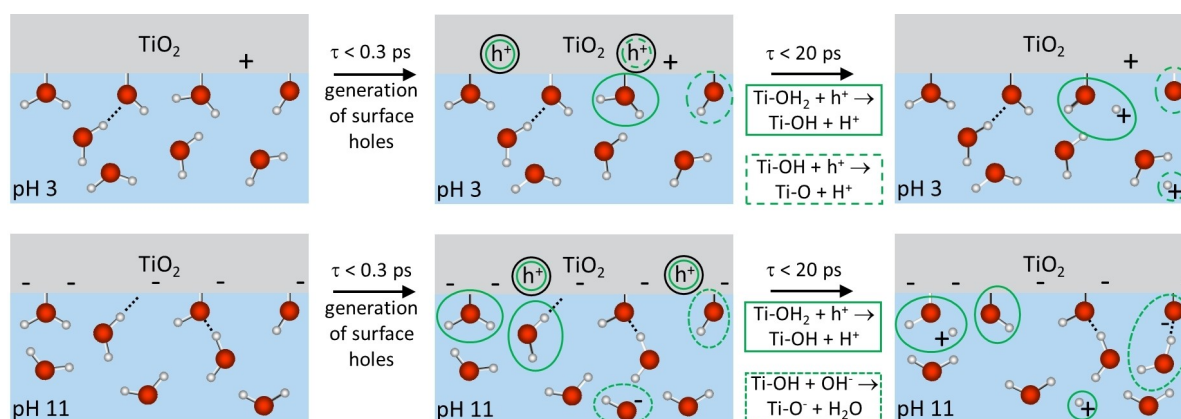 TiO2
+
pH 3
τ < 0.3 ps
generation
of surface
holes
h+
TiO2
h+
+
pH 3
τ < 20 ps
Ti-OH2 + h+ →
Ti-OH + H+
Ti-OH + h+ →
Ti-O + H+
TiO2
+
+
+
pH 3
TiO2
- - - - -
pH 11
τ < 0.3 ps
generation
of surface
holes
h+
TiO2
h+
- - - - -
-
pH 11
τ < 20 ps
Ti-OH2 + h+ →
Ti-OH + H+
Ti-OH + OH- →
Ti-O- + H2O
TiO2
- - - - -
-
+
+
pH 11